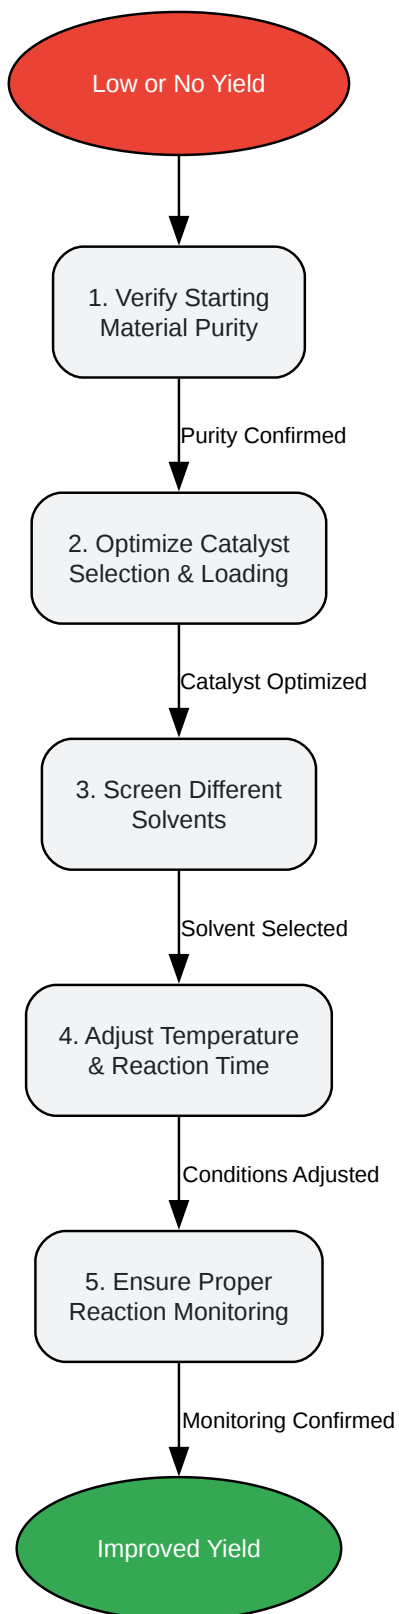 Low or No Yield
1. Verify Starting
Material Purity
Purity Confirmed
2. Optimize Catalyst
Selection & Loading
Catalyst Optimized
3. Screen Different
Solvents
Solvent Selected
4. Adjust Temperature
& Reaction Time
Conditions Adjusted
5. Ensure Proper
Reaction Monitoring
Monitoring Confirmed
Improved Yield